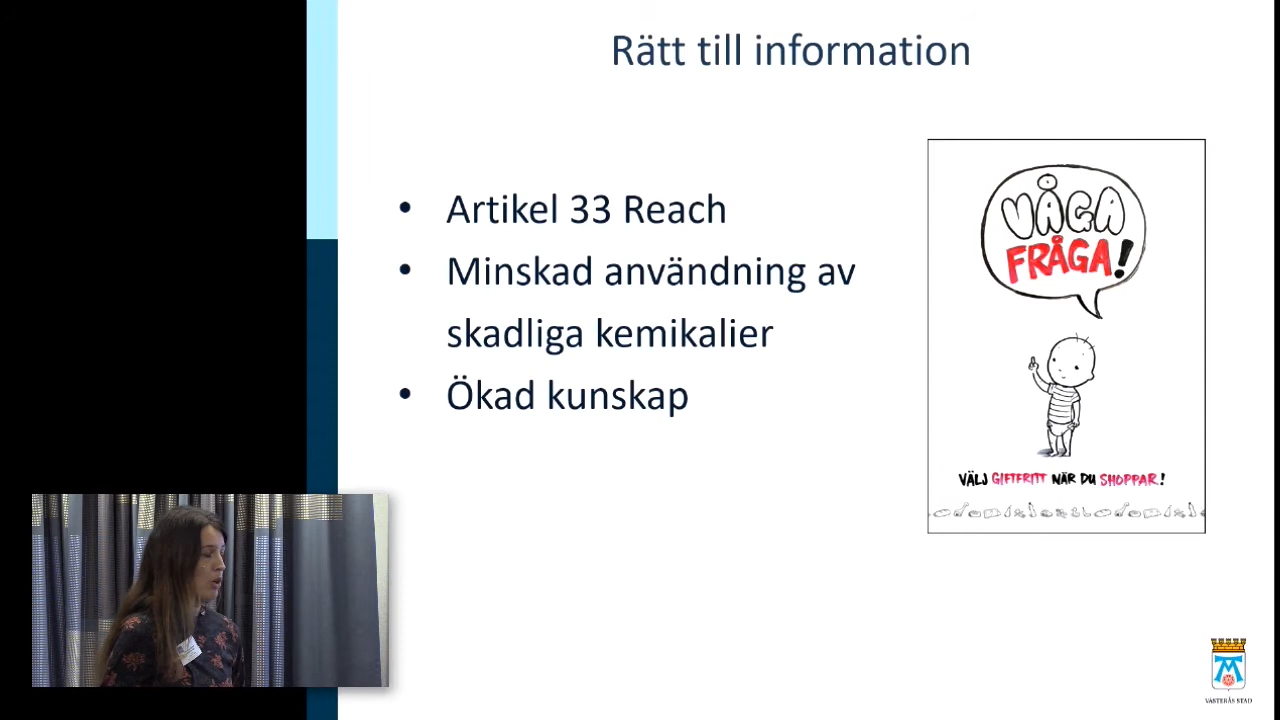 Rätt till information
• Artikel 33 Reach
• Minskad användning av
skadliga kemikalier
• Ökad kunskap
VÅGA
FRÅGA!
VÄLJ GIFTFRITT NÄR DU SHOPPAR!
VÄSTERÅS STAD